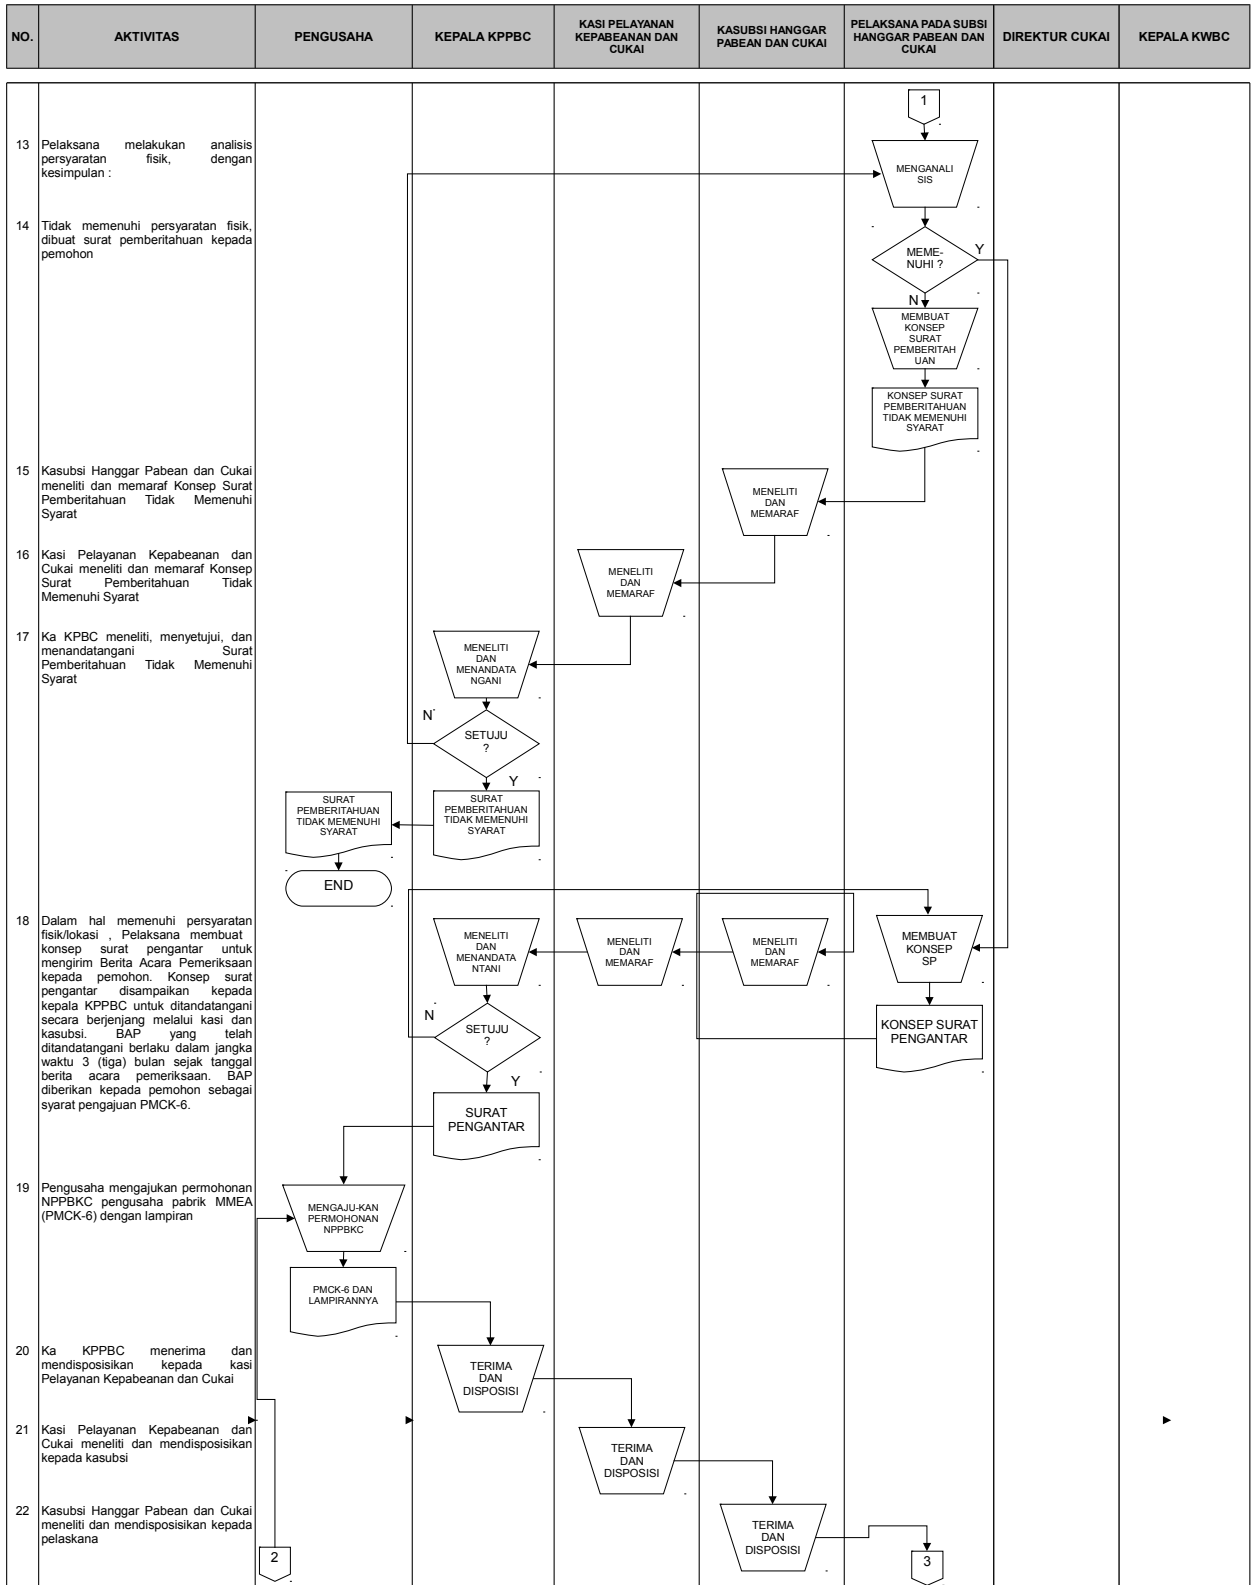 NO.
AKTIVITAS
PENGUSAHA
KEPALA KPPBC
KASI PELAYANAN
KEPABEANAN DAN
CUKAI
KASUBSI HANGGAR
PABEAN DAN CUKAI
PELAKSANA PADA SUBSI
HANGGAR PABEAN DAN
CUKAI
DIREKTUR CUKAI
KEPALA KWBC
1
13 Pelaksana melakukan analisis
persyaratan fisik, dengan
kesimpulan :
MENGANALI
SIS
14 Tidak memenuhi persyaratan fisik,
dibuat surat pemberitahuan kepada
pemohon
MEME-
NUHI ?
Y
N
MEMBUAT
KONSEP
SURAT
PEMBERITAH
UAN
KONSEP SURAT
PEMBERITAHUAN
TIDAK MEMENUHI
SYARAT
15 Kasubsi Hanggar Pabean dan Cukai
meneliti dan memaraf Konsep Surat
Pemberitahuan Tidak Memenuhi
Syarat
MENELITI
DAN
MEMARAF
16 Kasi Pelayanan Kepabeanan dan
Cukai meneliti dan memaraf Konsep
Surat Pemberitahuan Tidak
Memenuhi Syarat
MENELITI
DAN
MEMARAF
17 Ka KPBC meneliti, menyetujui, dan
menandatangani Surat
Pemberitahuan Tidak Memenuhi
Syarat
MENELITI
DAN
MENANDATA
NGANI
N
SETUJU
?
Y
SURAT
PEMBERITAHUAN
TIDAK MEMENUHI
SYARAT
SURAT
PEMBERITAHUAN
TIDAK MEMENUHI
SYARAT
END
18 Dalam hal memenuhi persyaratan
fisik/lokasi , Pelaksana membuat
konsep surat pengantar untuk
mengirim Berita Acara Pemeriksaan
kepada pemohon. Konsep surat
pengantar disampaikan kepada
kepala KPPBC untuk ditandatangani
secara berjenjang melalui kasi dan
kasubsi. BAP yang telah
ditandatangani berlaku dalam jangka
waktu 3 (tiga) bulan sejak tanggal
berita acara pemeriksaan. BAP
diberikan kepada pemohon sebagai
syarat pengajuan PMCK-6.
MENELITI
DAN
MENANDATA
NTANI
MENELITI
DAN
MEMARAF
MENELITI
DAN
MEMARAF
MEMBUAT
KONSEP
SP
KONSEP SURAT
PENGANTAR
N
SETUJU
?
Y
SURAT
PENGANTAR
19 Pengusaha mengajukan permohonan
NPPBKC pengusaha pabrik MMEA
(PMCK-6) dengan lampiran
MENGAJU-KAN
PERMOHONAN
NPPBKC
PMCK-6 DAN
LAMPIRANNYA
20 Ka KPPBC menerima dan
mendisposisikan kepada kasi
Pelayanan Kepabeanan dan Cukai
TERIMA
DAN
DISPOSISI
21 Kasi Pelayanan Kepabeanan dan
Cukai meneliti dan mendisposisikan
kepada kasubsi
TERIMA
DAN
DISPOSISI
22 Kasubsi Hanggar Pabean dan Cukai
meneliti dan mendisposisikan kepada
pelaskana
TERIMA
DAN
DISPOSISI
2
3